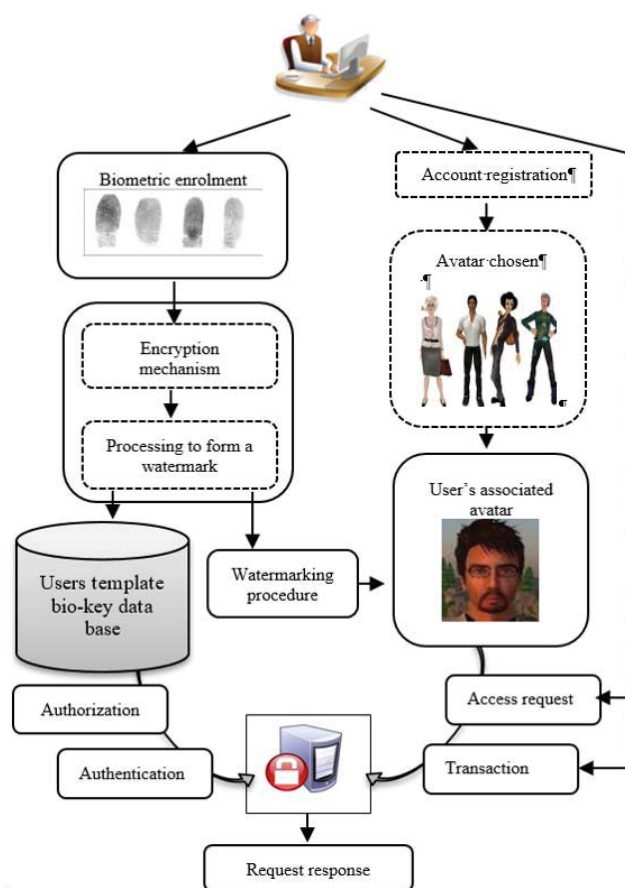 Biometric enrolment
Account·registration¶
Avatar·chosen¶
·¶
¶
Encryption
mechanism
Processing to form a
watermark
User's associated
avatar
Users template
bio-key data
base
Watermarking
procedure
Authorization
Access request
Authentication
Transaction
Request response